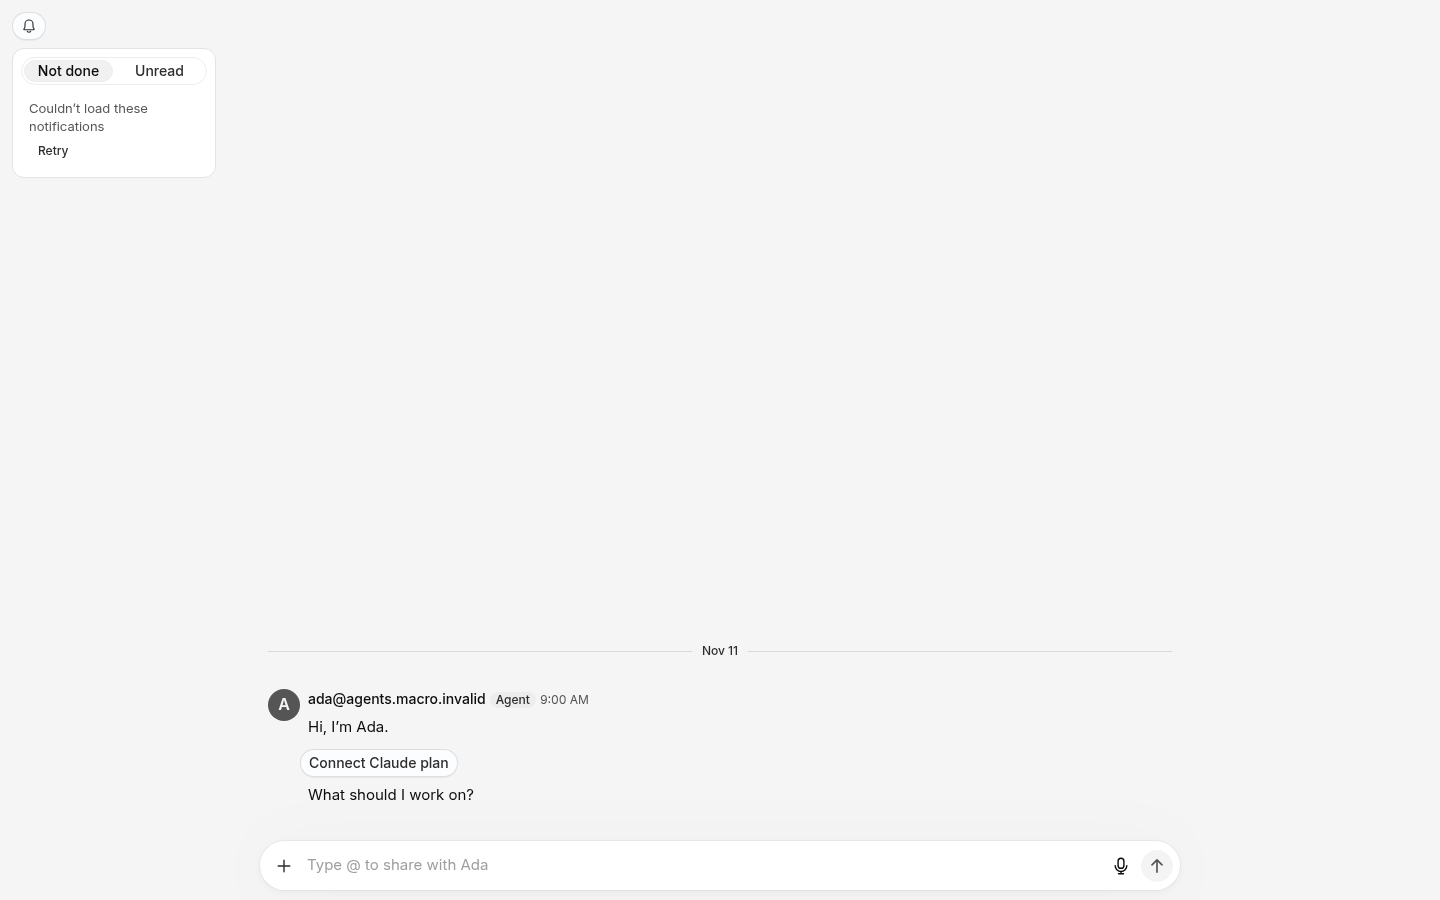 Not done
Unread
Couldn’t load these
notifications
Retry
Nov 11
A
ada@agents.macro.invalid Agent 9:00 AM
Hi, I’m Ada.
Connect Claude plan
What should I work on?
Type @ to share with Ada